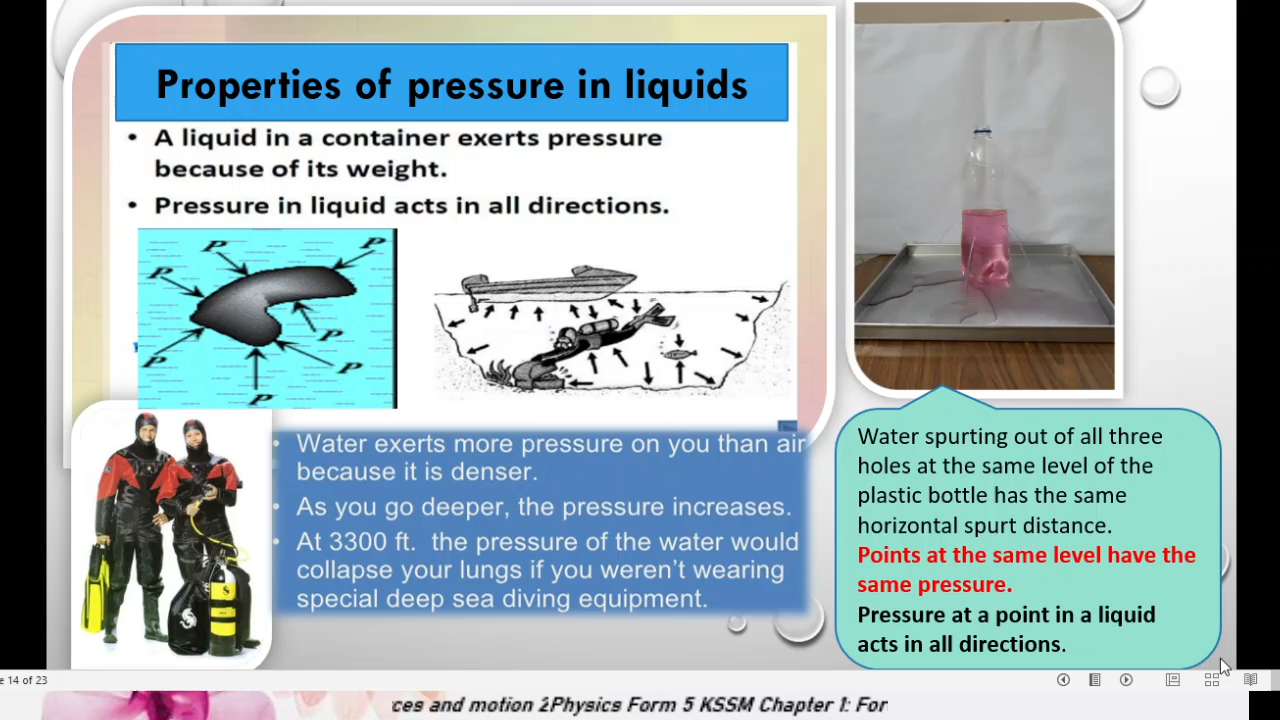 Properties of pressure in liquids
• A liquid in a container exerts pressure
because of its weight.
• Pressure in liquid acts in all directions.
P
P
P
P
P
P
P
• Water exerts more pressure on you than air
because it is denser.
• As you go deeper, the pressure increases.
• At 3300 ft. the pressure of the water would
collapse your lungs if you weren't wearing
special deep sea diving equipment.
Water spurting out of all three
holes at the same level of the
plastic bottle has the same
horizontal spurt distance.
Points at the same level have the
same pressure.
Pressure at a point in a liquid
acts in all directions.
e 14 of 23
ces and motion 2Physics Form 5 KSSM Chapter 1: For